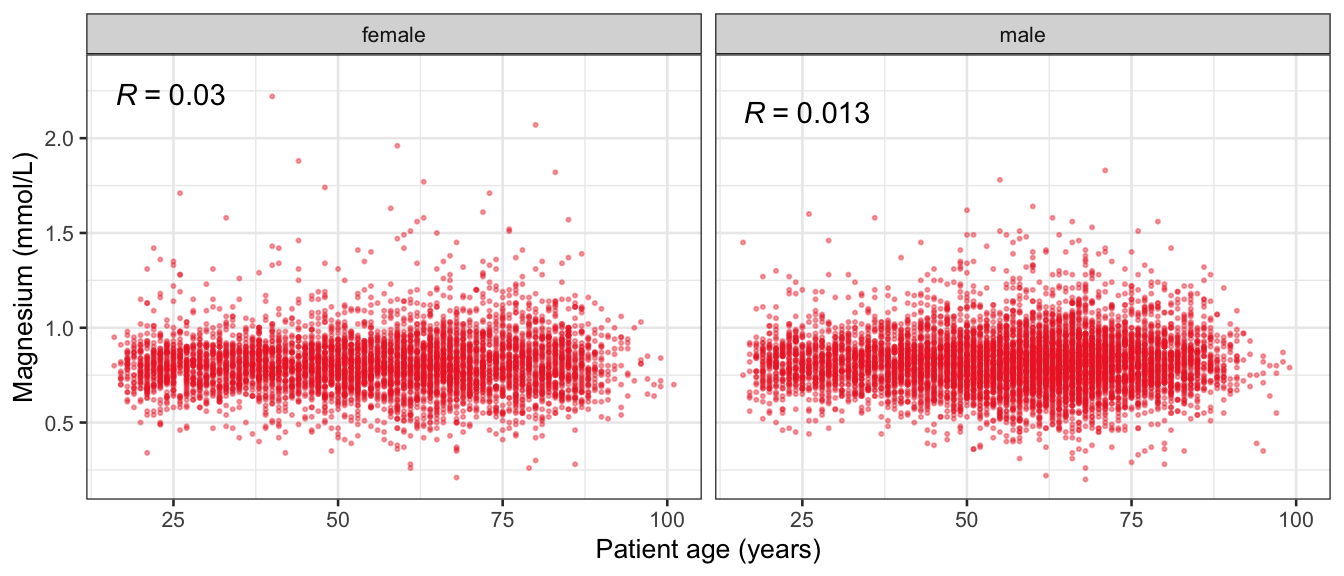 female
male
R = 0.03
R = 0.013
2.0
1.5
1.0
0.5
Magnesium (mmol/L)
25 50 75 100
25 50 75 100
Patient age (years)